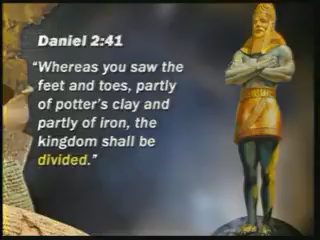 Daniel 2:41
“Whereas you saw the
feet and toes, partly
of potter’s clay and
partly of iron, the
kingdom shall be
divided.”